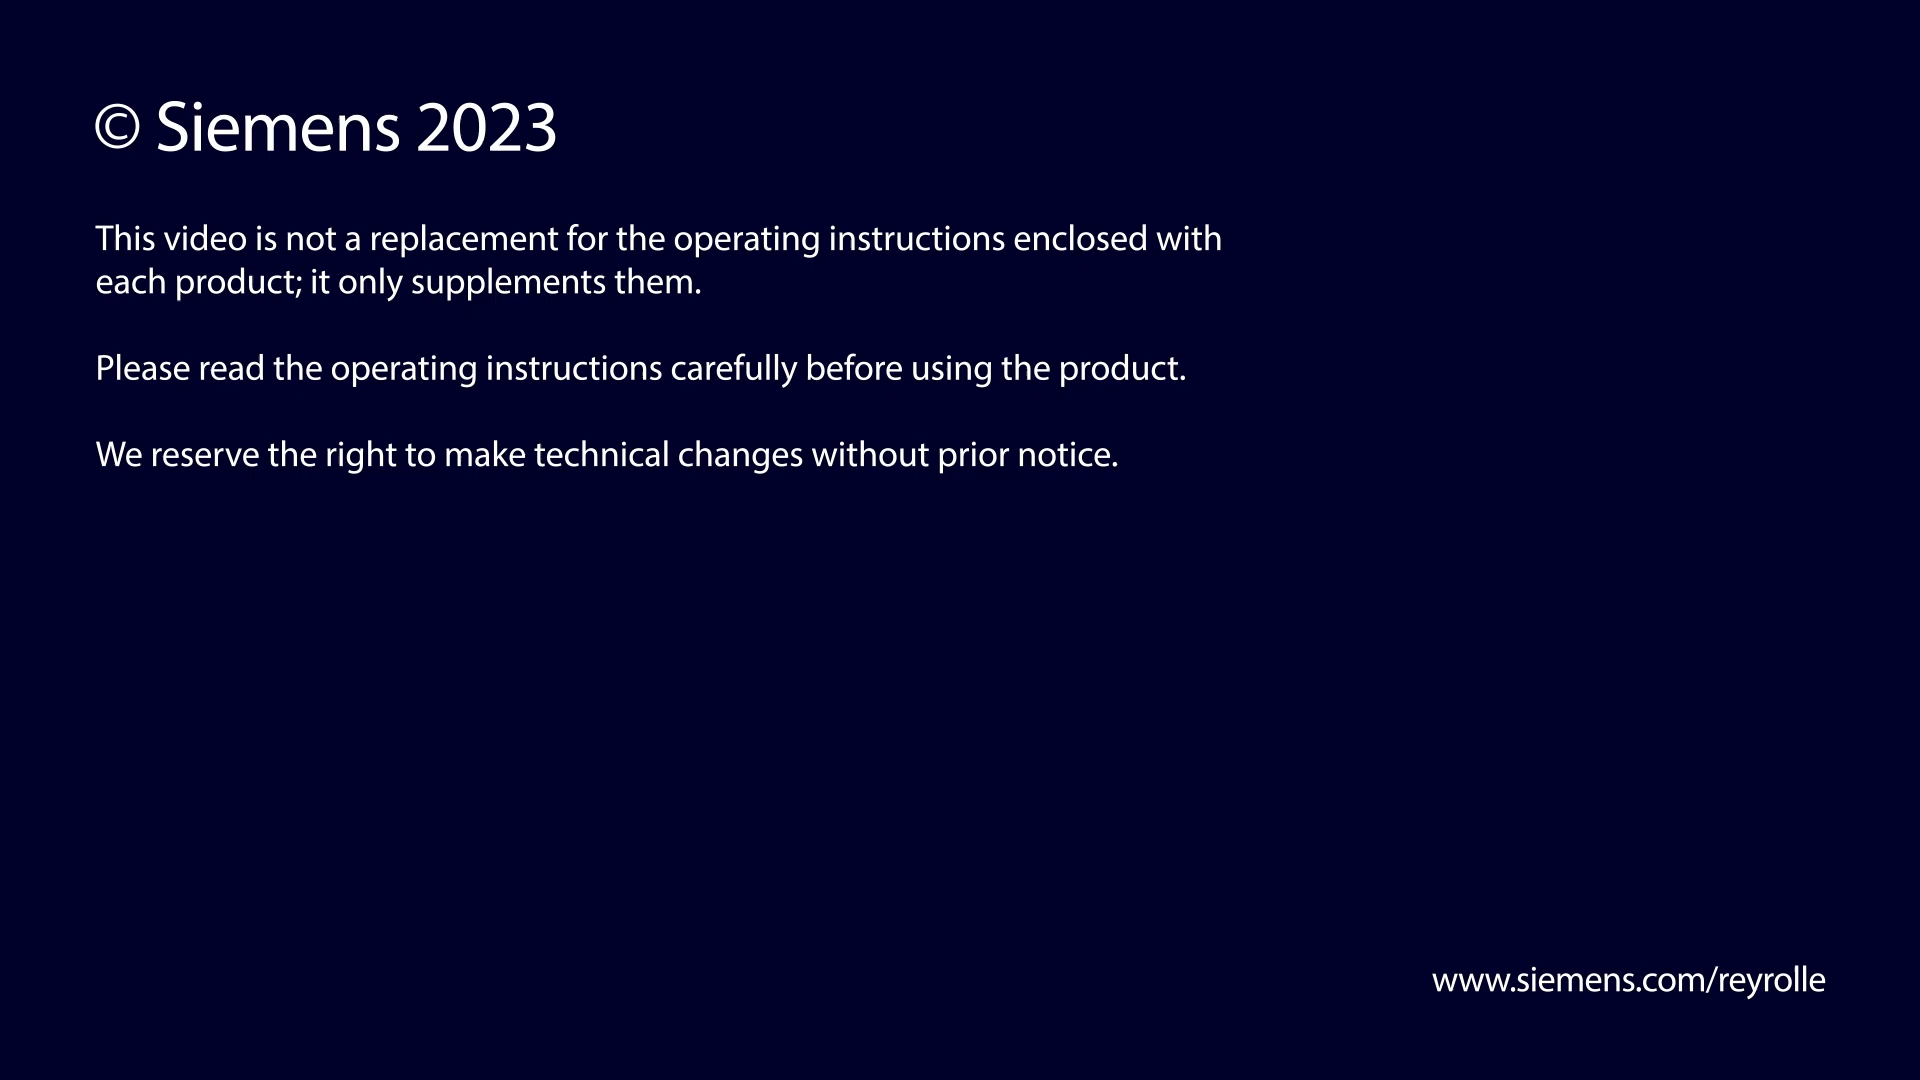 © Siemens 2023
This video is not a replacement for the operating instructions enclosed with
each product; it only supplements them.
Please read the operating instructions carefully before using the product.
We reserve the right to make technical changes without prior notice.
www.siemens.com/reyrolle